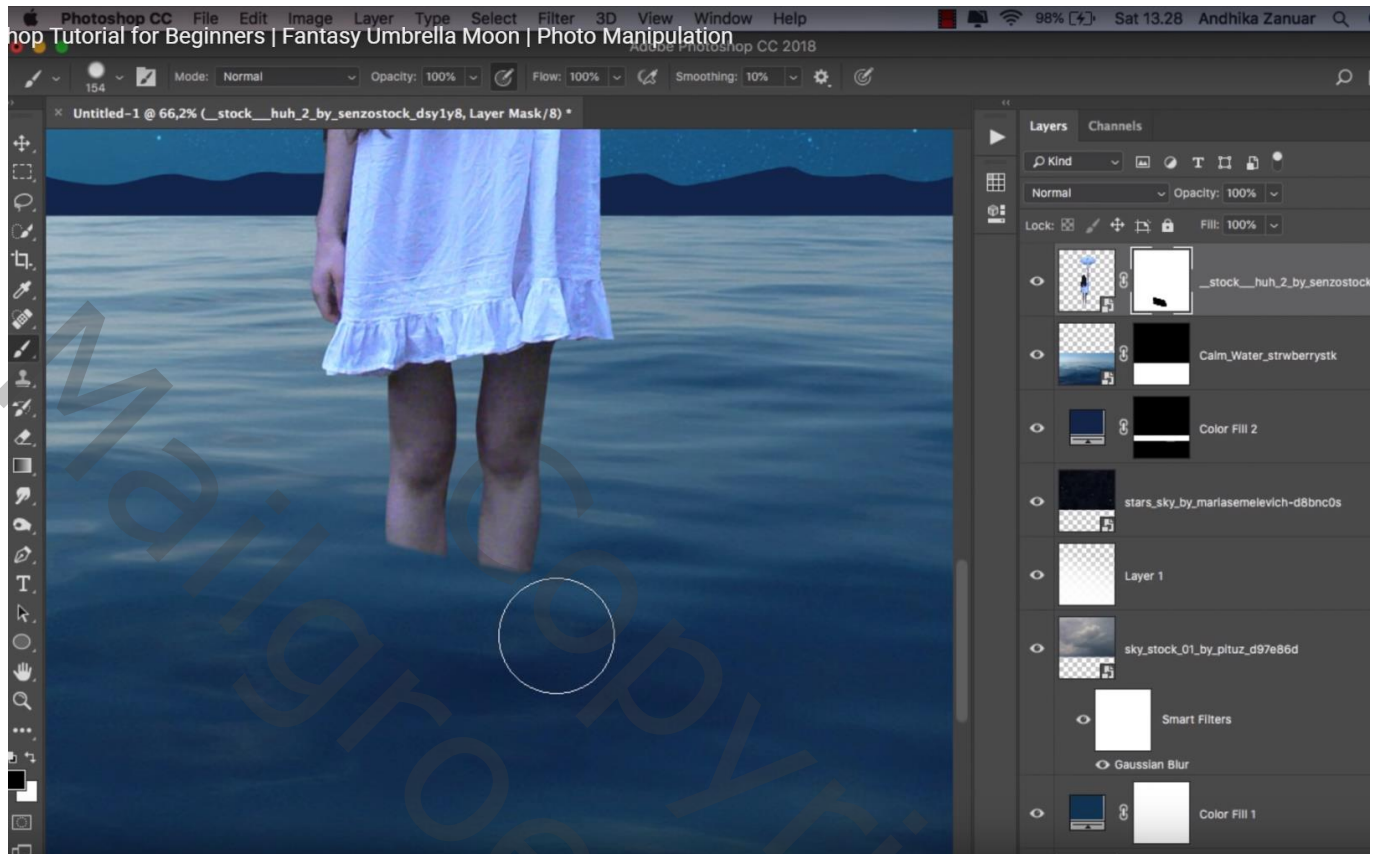 Photoshop CC File Edit Image Layer Type Select Filter 3D View Window Help 98% Sat 13.28 Andhika Zanuar
hop Tutorial for Beginners | Fantasy Umbrella Moon | Photo Manipulation
Adobe Photoshop CC 2018
154 Mode: Normal Opacity: 100% Flow: 100% Smoothing: 10%
× Untitled-1 @ 66,2% (__stock___huh_2_by_senzostock_dsy1y8, Layer Mask/8) *
Layers Channels
Kind
Normal Opacity: 100%
Lock: Fill: 100%
__stock___huh_2_by_senzostock
Calm_Water_strwberrystk
Color Fill 2
stars_sky_by_mariasemelevich-d8bnc0s
Layer 1
sky_stock_01_by_pituz_d97e86d
Smart Filters
Gaussian Blur
Color Fill 1